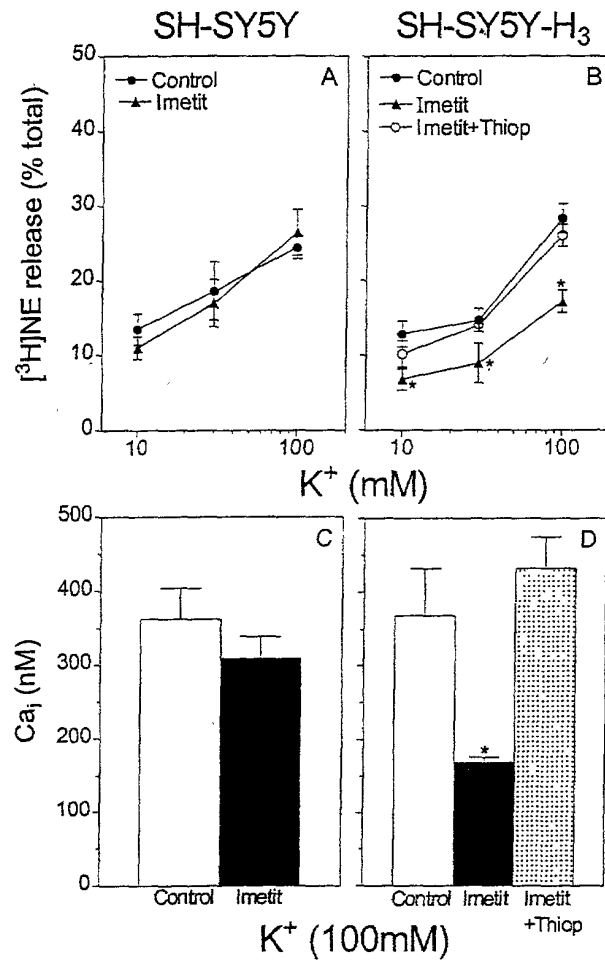 SH-SY5Y
SH-SY5Y-H₃
Control
Imetit
A
Control
Imetit
Imetit+Thiop
B
[³H]NE release (% total)
50
40
30
20
10
0
*
*
*
10
100
10
100
K⁺ (mM)
C
D
Ca_i (nM)
500
400
300
200
100
0
*
Control
Imetit
Control
Imetit
Imetit
+Thiop
K⁺ (100mM)